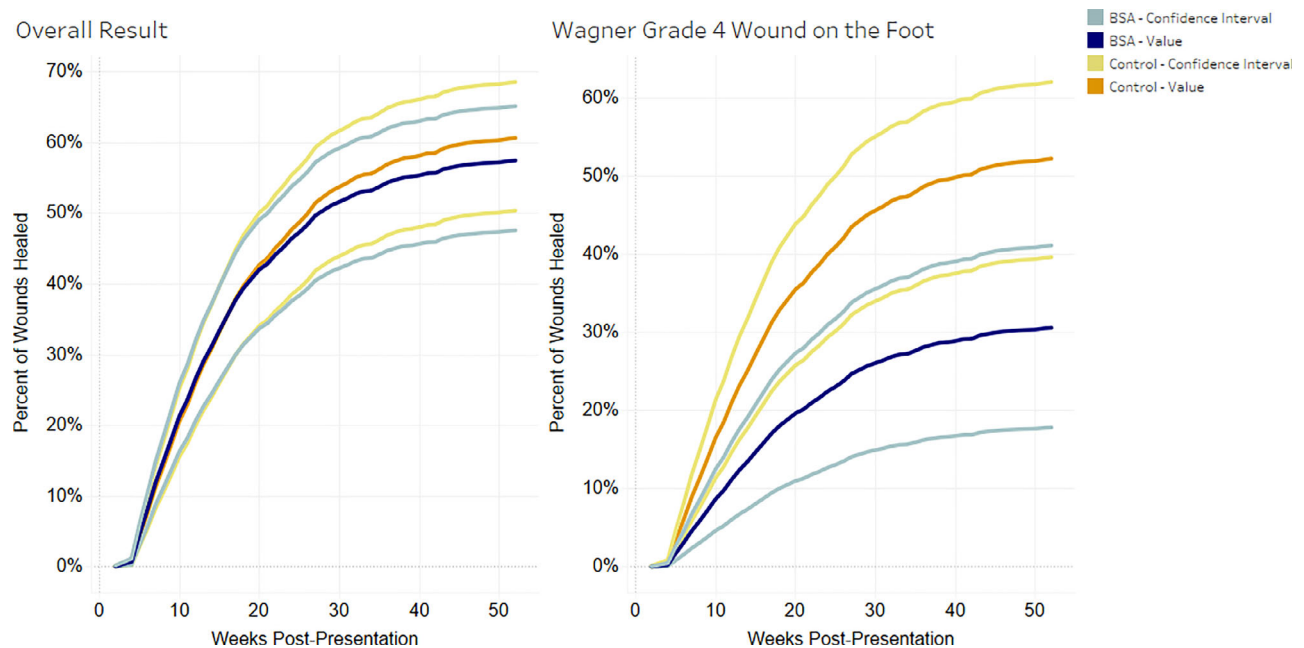 Overall Result
Wagner Grade 4 Wound on the Foot
BSA - Confidence Interval
BSA - Value
Control - Confidence Interval
Control - Value
Percent of Wounds Healed
70%
60%
50%
40%
30%
20%
10%
0%
0 10 20 30 40 50
Weeks Post-Presentation
Percent of Wounds Healed
60%
50%
40%
30%
20%
10%
0%
0 10 20 30 40 50
Weeks Post-Presentation